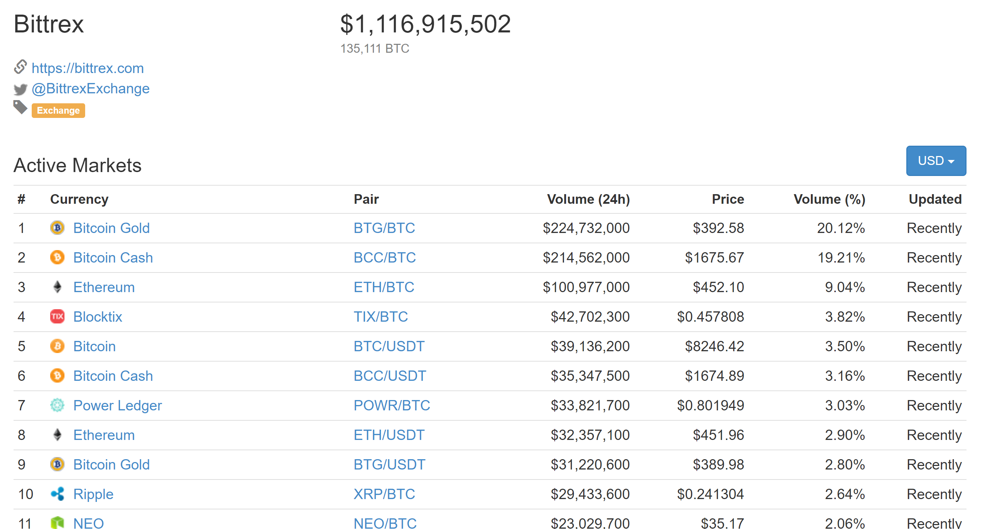 Bittrex
$1,116,915,502
135,111 BTC
https://bittrex.com
@BittrexExchange
Exchange
Active Markets
USD
# Currency Pair Volume (24h) Price Volume (%) Updated
1 Bitcoin Gold BTG/BTC $224,732,000 $392.58 20.12% Recently
2 Bitcoin Cash BCC/BTC $214,562,000 $1675.67 19.21% Recently
3 Ethereum ETH/BTC $100,977,000 $452.10 9.04% Recently
4 TIX Blocktix TIX/BTC $42,702,300 $0.457808 3.82% Recently
5 Bitcoin BTC/USDT $39,136,200 $8246.42 3.50% Recently
6 Bitcoin Cash BCC/USDT $35,347,500 $1674.89 3.16% Recently
7 Power Ledger POWR/BTC $33,821,700 $0.801949 3.03% Recently
8 Ethereum ETH/USDT $32,357,100 $451.96 2.90% Recently
9 Bitcoin Gold BTG/USDT $31,220,600 $389.98 2.80% Recently
10 Ripple XRP/BTC $29,433,600 $0.241304 2.64% Recently
11 NEO NEO/BTC $23,029,700 $35.17 2.06% Recently